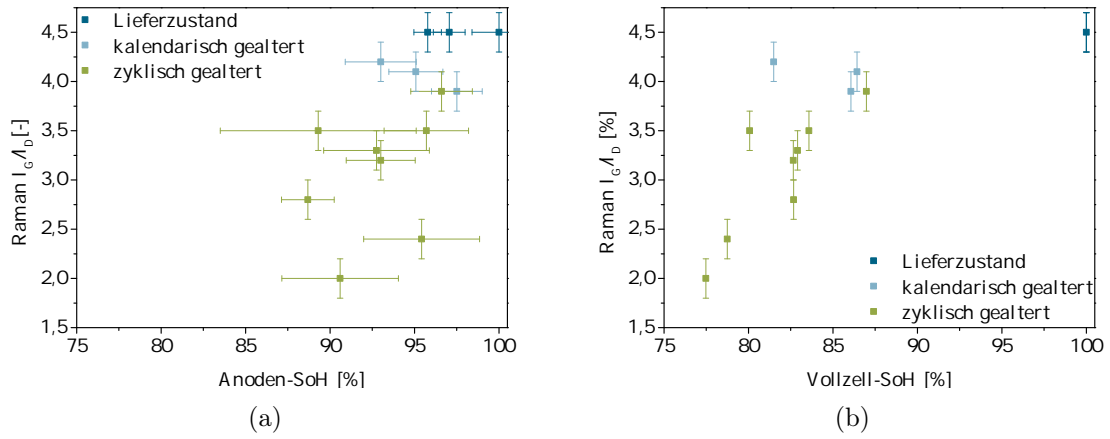 Lieferzustand
kalendarisch gealtert
zyklisch gealtert
4,5
4,0
3,5
3,0
2,5
2,0
1,5
Raman I_G/I_D [-]
75 80 85 90 95 100
Anoden-SoH [%]
(a)
4,5
4,0
3,5
3,0
2,5
2,0
1,5
Raman I_G/I_D [%]
Lieferzustand
kalendarisch gealtert
zyklisch gealtert
75 80 85 90 95 100
Vollzell-SoH [%]
(b)